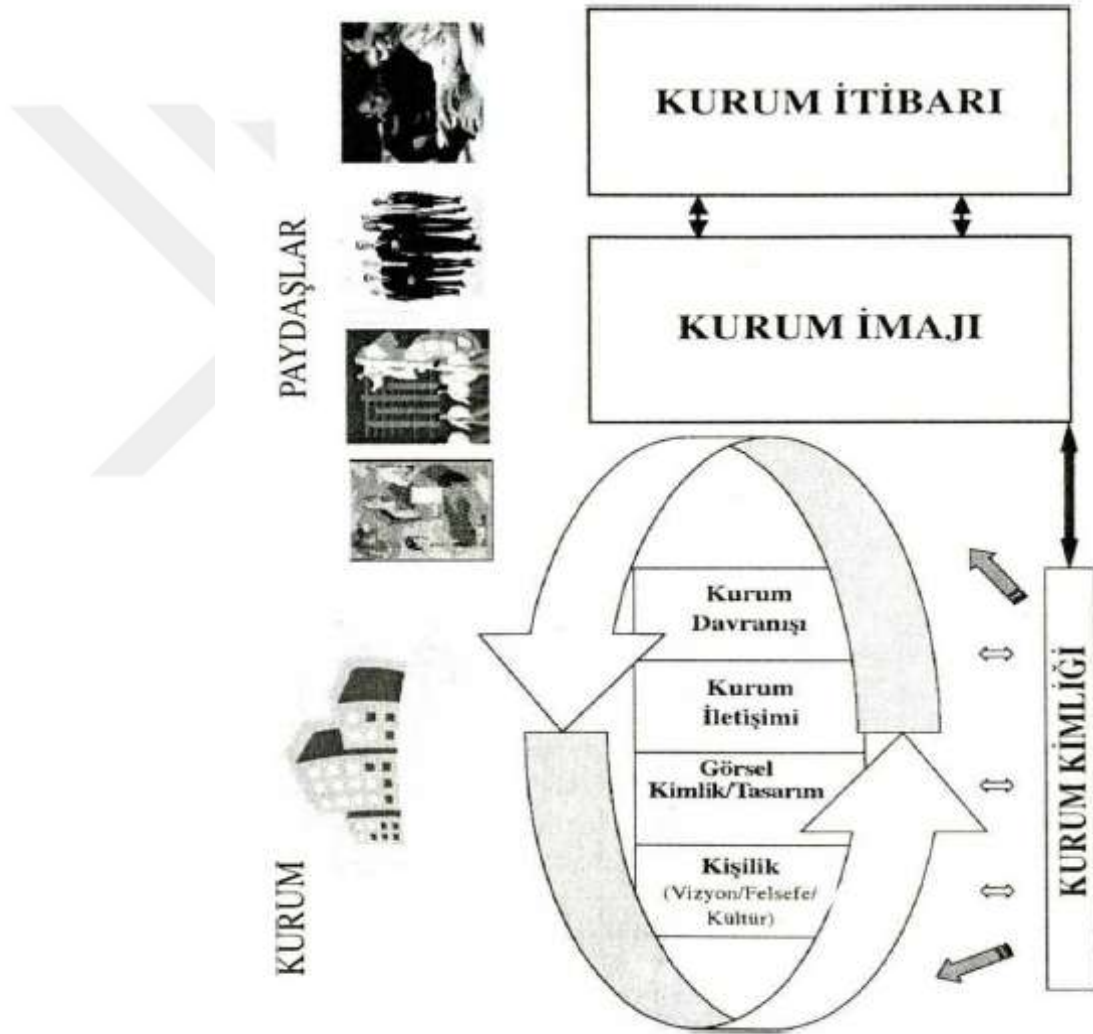 KURUM İTİBARI
KURUM İMAJI
PAYDAŞLAR
Kurum
Davranışı
Kurum
İletişimi
Görsel
Kimlik/Tasarım
Kişilik
(Vizyon/Felsefe/
Kültür)
KURUM KİMLİĞİ
KURUM